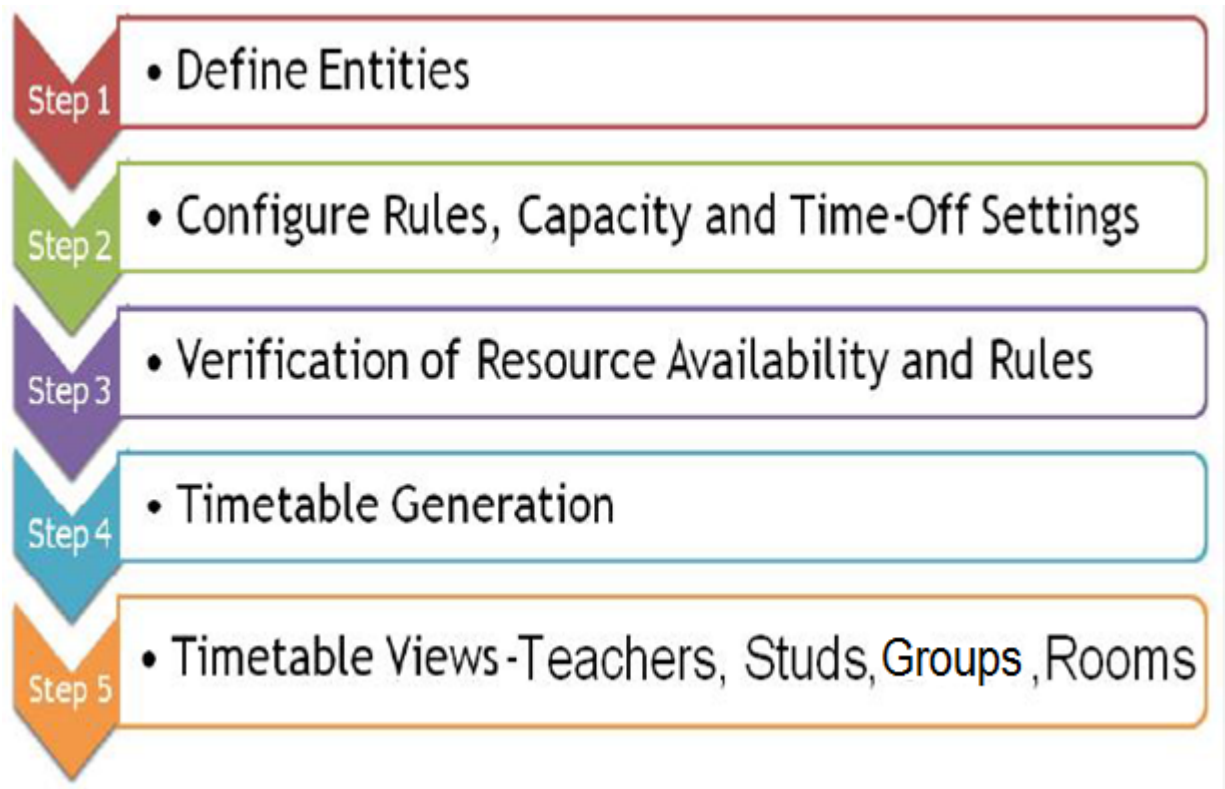 Step 1
• Define Entities
Step 2
• Configure Rules, Capacity and Time-Off Settings
Step 3
• Verification of Resource Availability and Rules
Step 4
• Timetable Generation
Step 5
• Timetable Views -Teachers, Studs, Groups ,Rooms